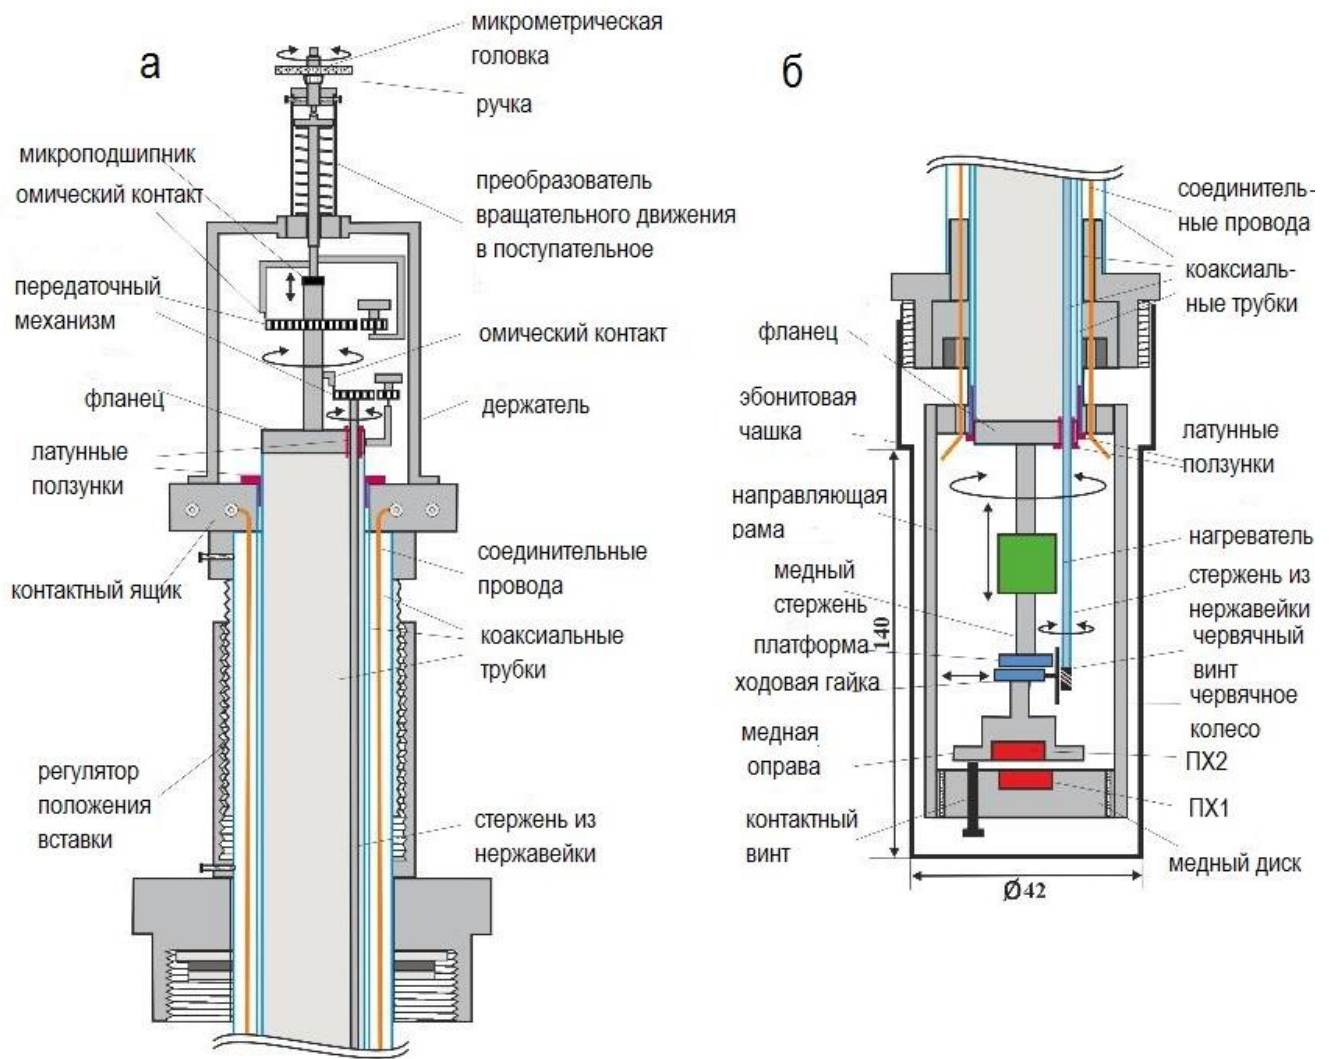 а
микрометрическая
головка
ручка
микроподшипник
омический контакт
преобразователь
вращательного движения
в поступательное
передаточный
механизм
омический контакт
фланец
держатель
латунные
ползунки
контактный ящик
соединительные
провода
коаксиальные
трубки
регулятор
положения
вставки
стержень из
нержавейки
б
соединитель-
ные провода
коаксиаль-
ные трубки
фланец
эбонитовая
чашка
латунные
ползунки
направляющая
рама
нагреватель
медный
стержень
стержень из
нержавейки
140
платформа
червячный
винт
ходовая гайка
червячное
колесо
медная
оправа
ПХ2
ПХ1
контактный
винт
медный диск
Ø42